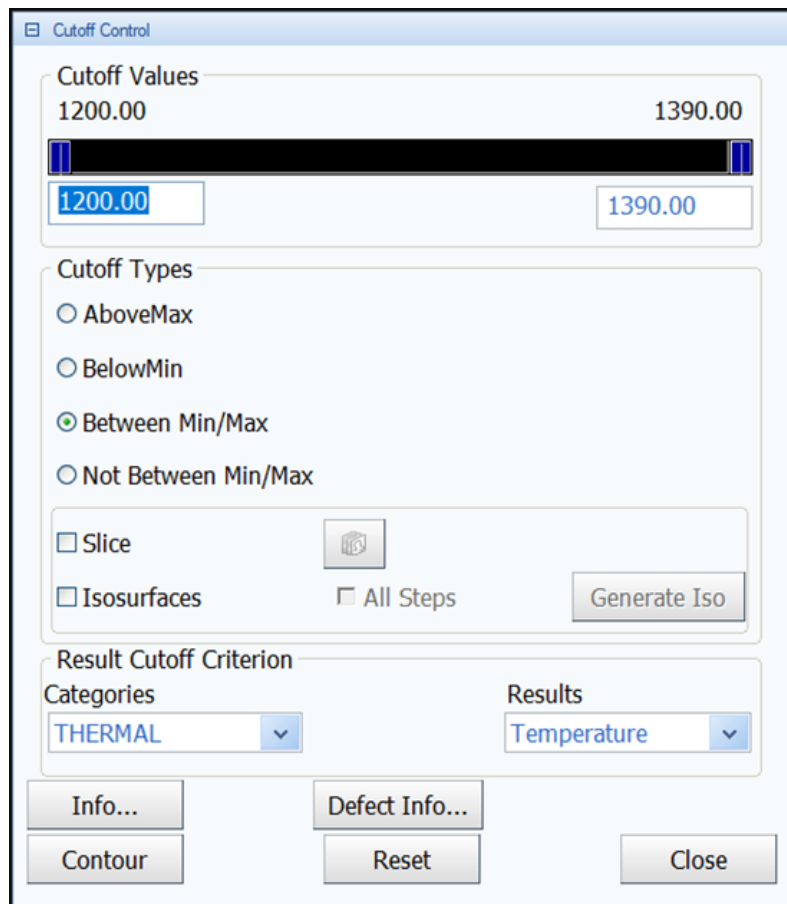 Cutoff Control
Cutoff Values
1200.00 1390.00
1200.00 1390.00
Cutoff Types
AboveMax
BelowMin
Between Min/Max
Not Between Min/Max
Slice
Isosurfaces All Steps Generate Iso
Result Cutoff Criterion
Categories Results
THERMAL Temperature
Info... Defect Info...
Contour Reset Close